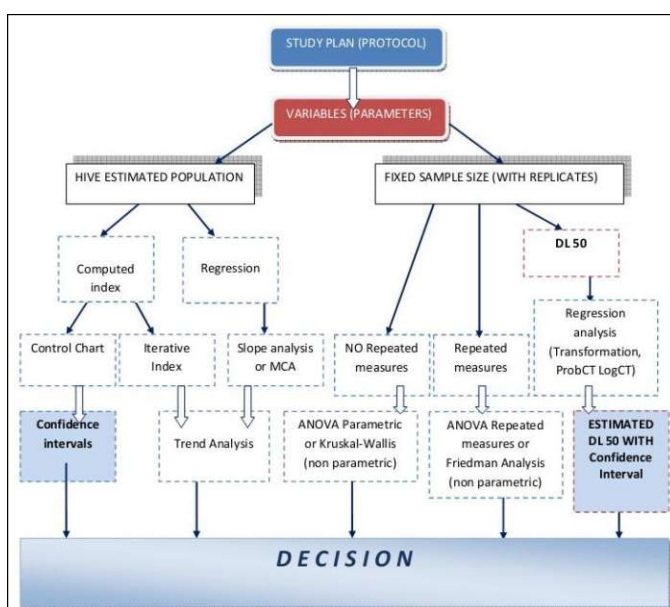 STUDY PLAN (PROTOCOL)
VARIABLES (PARAMETERS)
HIVE ESTIMATED POPULATION
FIXED SAMPLE SIZE (WITH REPLICATES)
Computed
index
Regression
DL 50
Control Chart
Iterative
Index
Slope analysis
or MCA
NO Repeated
measures
Repeated
measures
Regression
analysis
(Transformation,
ProbCT LogCT)
Confidence
intervals
Trend Analysis
ANOVA Parametric
or Kruskal-Wallis
(non parametric)
ANOVA Repeated
measures or
Friedman Analysis
(non parametric)
ESTIMATED
DL 50 WITH
Confidence
Interval
DECISION